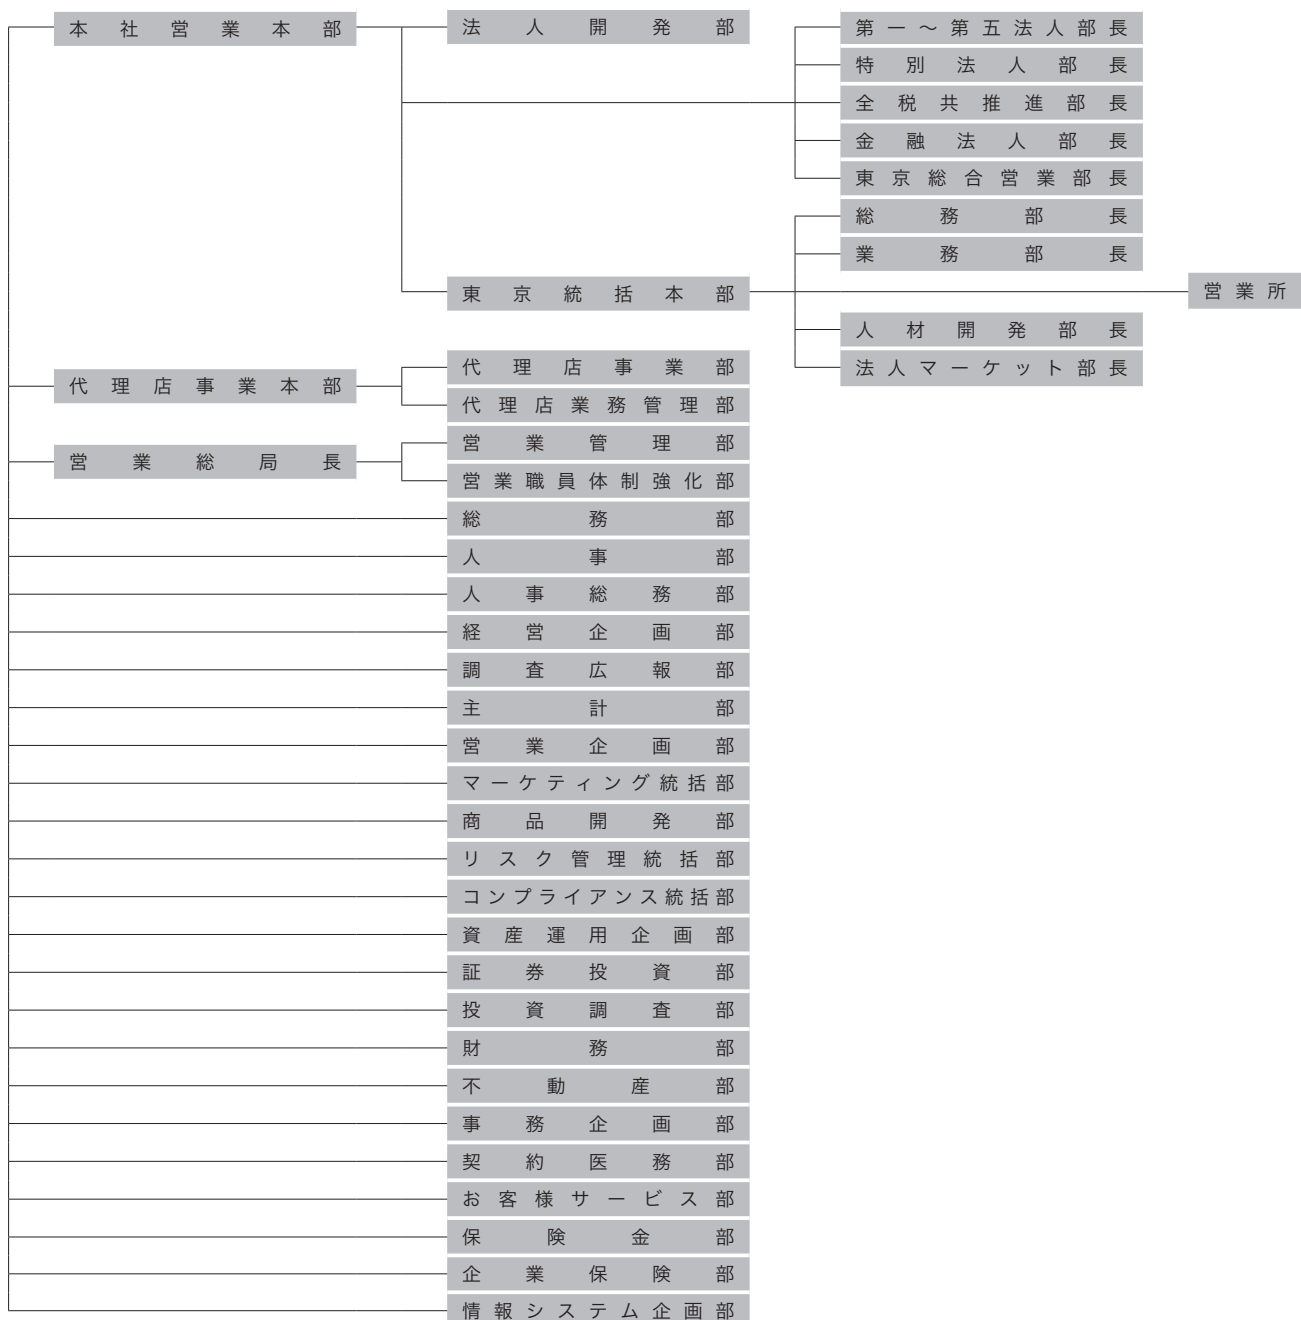 本社営業本部
法人開発部
第一～第五法人部長
特別法人部長
全税共推進部長
金融法人部長
東京総合営業部長
総務部長
業務部長
東京統括本部
営業所
人材開発部長
法人マーケット部長
代理店事業本部
代理店事業部
代理店業務管理部
営業総局長
営業管理部
営業職員体制強化部
総務部
人事部
人事総務部
経営企画部
調査広報部
主計部
営業企画部
マーケティング統括部
商品開発部
リスク管理統括部
コンプライアンス統括部
資産運用企画部
証券投資部
投資調査部
財務部
不動産部
事務企画部
契約医務部
お客様サービス部
保険金部
企業保険部
情報システム企画部